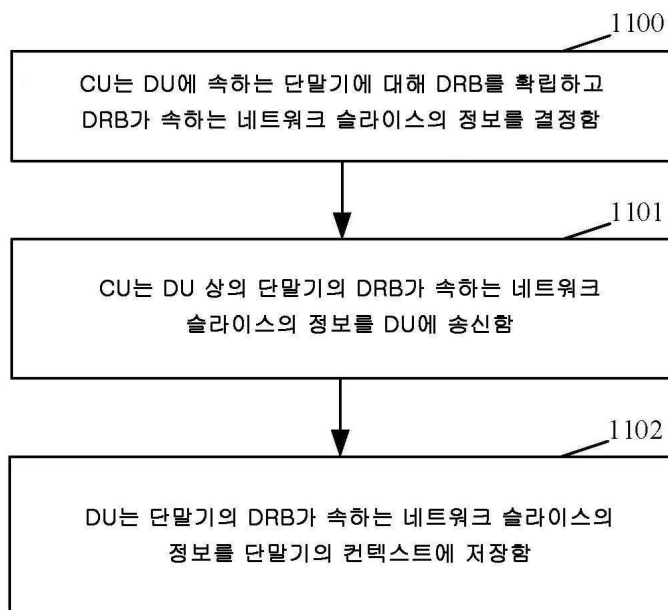 1100
CU는 DU에 속하는 단말기에 대해 DRB를 확립하고
DRB가 속하는 네트워크 슬라이스의 정보를 결정함
1101
CU는 DU 상의 단말기의 DRB가 속하는 네트워크
슬라이스의 정보를 DU에 송신함
1102
DU는 단말기의 DRB가 속하는 네트워크 슬라이스의
정보를 단말기의 컨텍스트에 저장함